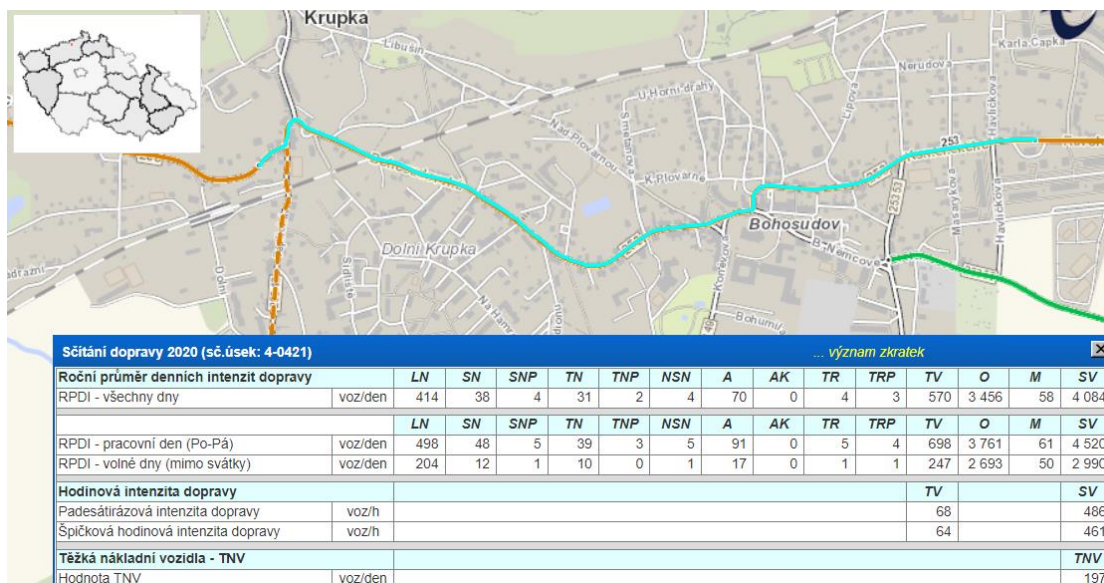 Krupka
Libušín
Karla Čapka
Nerudova
Havlíčkova
Lipová
U Horní dráhy
Smetanova
Nad Plovárnou
K Plovárně
253
25353
Masarykova
Havlíčkova
Bohosudov
B. Němcové
Dolní Krupka
Koněvova
Sídliště
Dolní
Na Hamr
Bohumil
49
Sčítání dopravy 2020 (sč.úsek: 4-0421) ... význam zkratek
Roční průměr denních intenzit dopravy LN SN SNP TN TNP NSN A AK TR TRP TV O M SV
RPDI - všechny dny voz/den 414 38 4 31 2 4 70 0 4 3 570 3 456 58 4 084
LN SN SNP TN TNP NSN A AK TR TRP TV O M SV
RPDI - pracovní den (Po-Pá) voz/den 498 48 5 39 3 5 91 0 5 4 698 3 761 61 4 520
RPDI - volné dny (mimo svátky) voz/den 204 12 1 10 0 1 17 0 1 1 247 2 693 50 2 990
Hodinová intenzita dopravy TV SV
Padesátirázová intenzita dopravy voz/h 68 486
Špičková hodinová intenzita dopravy voz/h 64 461
Těžká nákladní vozidla - TNV TNV
Hodnota TNV voz/den 197